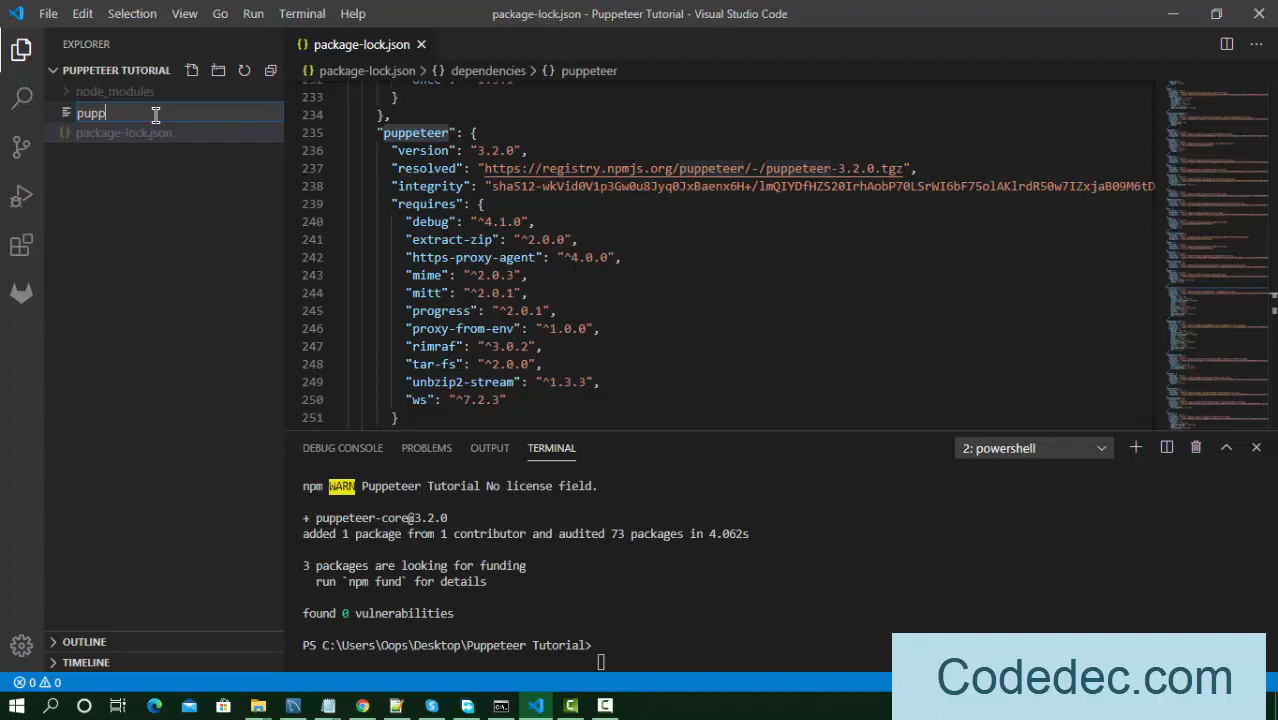 File Edit Selection View Go Run Terminal Help
package-lock.json - Puppeteer Tutorial - Visual Studio Code
EXPLORER
PUPPETEER TUTORIAL
node_modules
pupp
package-lock.json
OUTLINE
TIMELINE
package-lock.json
package-lock.json > {} dependencies > {} puppeteer
233 }
234 },
235 "puppeteer": {
236 "version": "3.2.0",
237 "resolved": "https://registry.npmjs.org/puppeteer/-/puppeteer-3.2.0.tgz",
238 "integrity": "sha512-wkVid0V1p3Gw0u8Jyq0JxBaenx6H+/lmQIYDfHZS20IrhAobP70LSrWI6bF75olAKlrdR50w7IZxjaB09M6tD
239 "requires": {
240 "debug": "^4.1.0",
241 "extract-zip": "^2.0.0",
242 "https-proxy-agent": "^4.0.0",
243 "mime": "^2.0.3",
244 "mitt": "^2.0.1",
245 "progress": "^2.0.1",
246 "proxy-from-env": "^1.0.0",
247 "rimraf": "^3.0.2",
248 "tar-fs": "^2.0.0",
249 "unbzip2-stream": "^1.3.3",
250 "ws": "^7.2.3"
251 }
DEBUG CONSOLE PROBLEMS OUTPUT TERMINAL
2: powershell
npm WARN Puppeteer Tutorial No license field.
+ puppeteer-core@3.2.0
added 1 package from 1 contributor and audited 73 packages in 4.062s
3 packages are looking for funding
run `npm fund` for details
found 0 vulnerabilities
PS C:\Users\Oops\Desktop\Puppeteer Tutorial>
0 0
Codedec.com